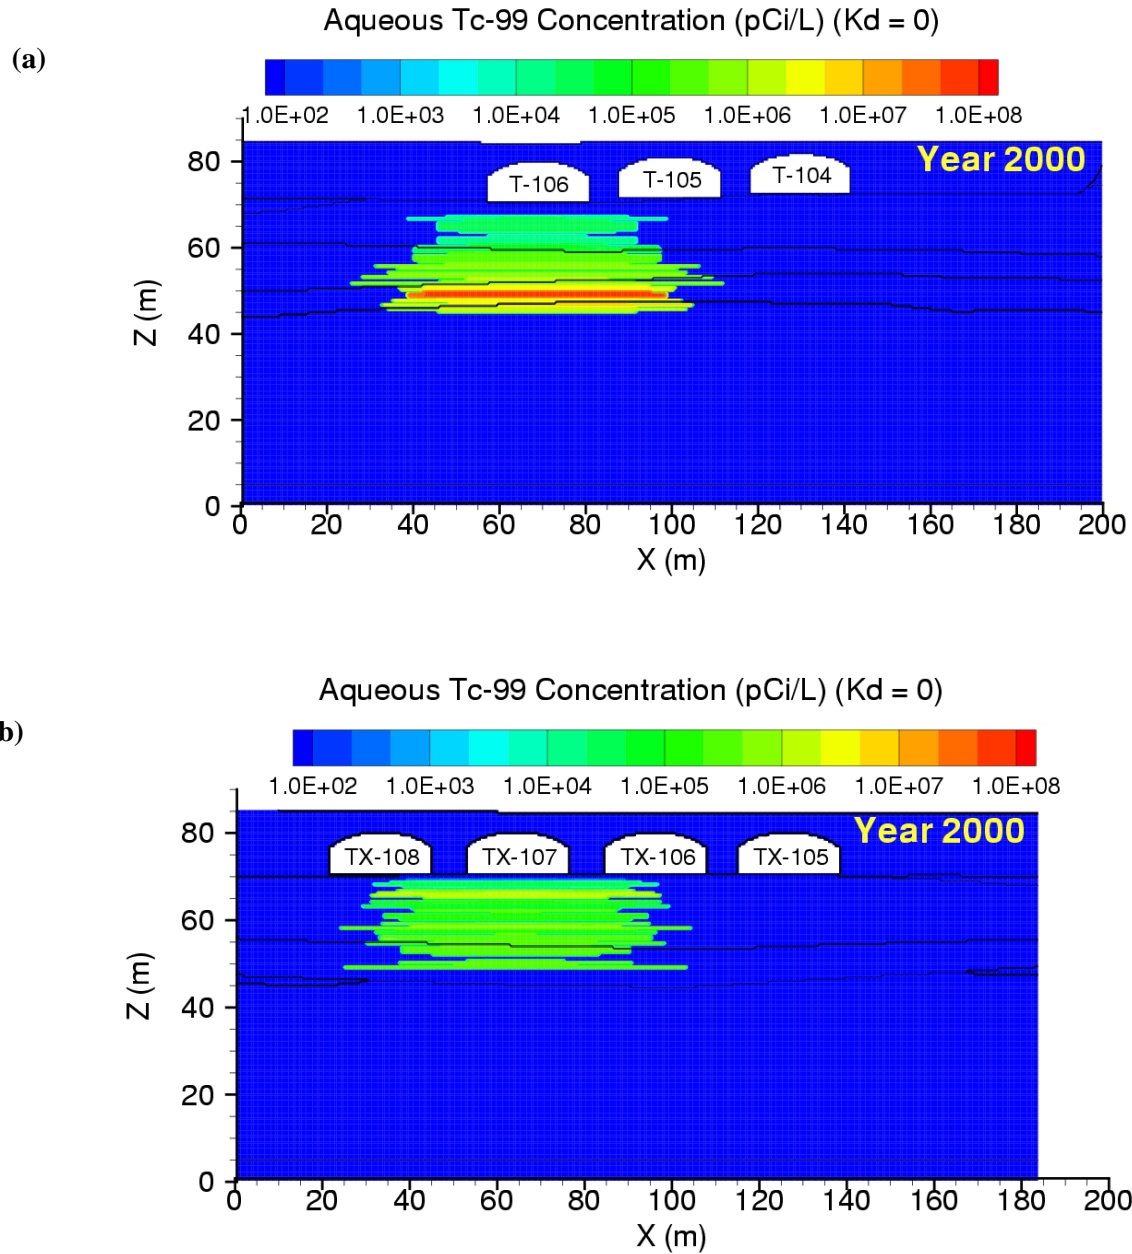 (a)
Aqueous Tc-99 Concentration (pCi/L) (Kd = 0)
1.0E+02 1.0E+03 1.0E+04 1.0E+05 1.0E+06 1.0E+07 1.0E+08
Year 2000
T-106 T-105 T-104
80
60
40
20
0
Z (m)
0 20 40 60 80 100 120 140 160 180 200
X (m)
b)
Aqueous Tc-99 Concentration (pCi/L) (Kd = 0)
1.0E+02 1.0E+03 1.0E+04 1.0E+05 1.0E+06 1.0E+07 1.0E+08
Year 2000
TX-108 TX-107 TX-106 TX-105
80
60
40
20
0
Z (m)
0 20 40 60 80 100 120 140 160 180 200
X (m)